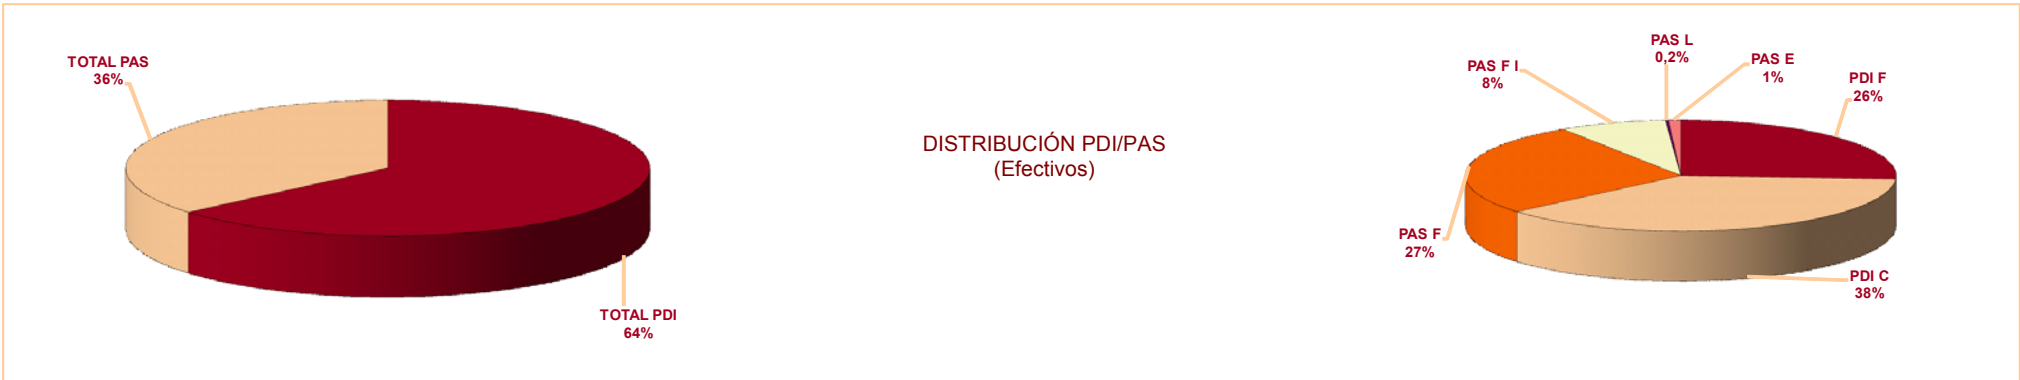 TOTAL PAS
36%
TOTAL PDI
64%
DISTRIBUCIÓN PDI/PAS
(Efectivos)
PAS L
0,2%
PAS E
1%
PAS F I
8%
PDI F
26%
PAS F
27%
PDI C
38%